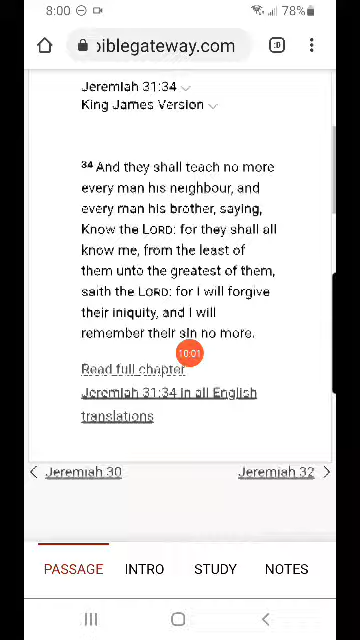 8:00 78%
biblegateway.com :D
Jeremiah 31:34
King James Version
34 And they shall teach no more
every man his neighbour, and
every man his brother, saying,
Know the LORD: for they shall all
know me, from the least of
them unto the greatest of them,
saith the LORD: for I will forgive
their iniquity, and I will
remember their sin no more.
10:01
Read full chapter
Jeremiah 31:34 in all English
translations
Jeremiah 30 Jeremiah 32
PASSAGE INTRO STUDY NOTES